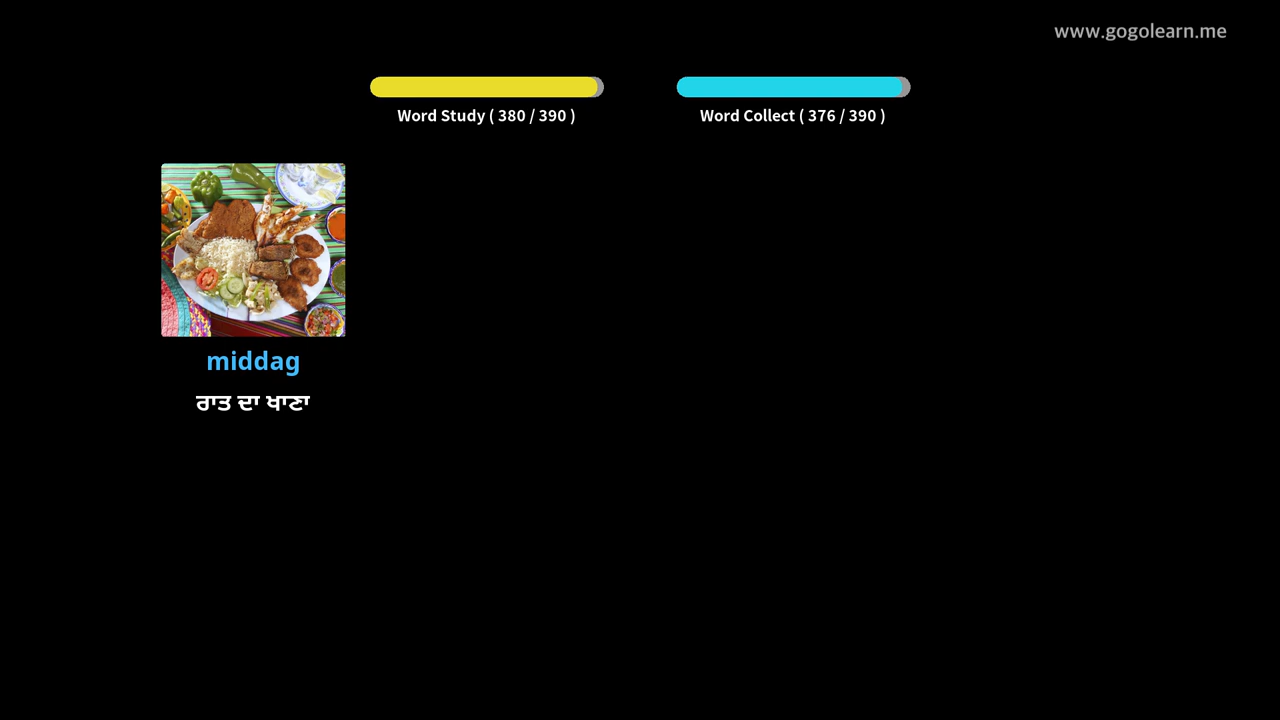 www.gogolearn.me
Word Study ( 380 / 390 )
Word Collect ( 376 / 390 )
middag
ਰਾਤ ਦਾ ਖਾਣਾ